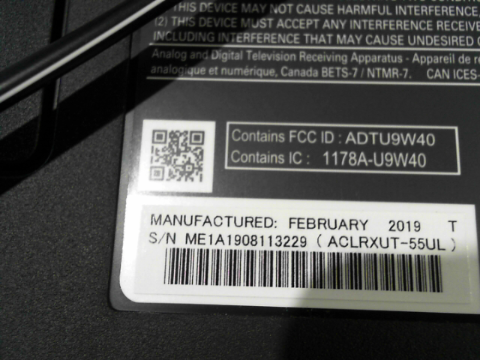 THIS DEVICE MAY NOT CAUSE HARMFUL INTERFERENCE,
(2) THIS DEVICE MUST ACCEPT ANY INTERFERENCE
INCLUDING INTERFERENCE THAT MAY CAUSE UNDESIRED
Analog and Digital Television Receiving Apparatus - Appareil de
analogique et numérique, Canada BETS-7 / NTMR-7. CAN ICES-
Contains FCC ID : ADTU9W40
Contains IC : 1178A-U9W40
MANUFACTURED: FEBRUARY 2019 T
S/N ME1A1908113229 ( ACLRXUT-55UL )